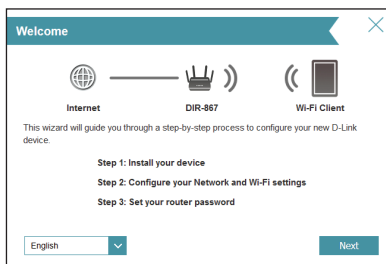 Welcome
Internet
DIR-867
Wi-Fi Client
This wizard will guide you through a step-by-step process to configure your new D-Link
device.
Step 1: Install your device
Step 2: Configure your Network and Wi-Fi settings
Step 3: Set your router password
English
Next